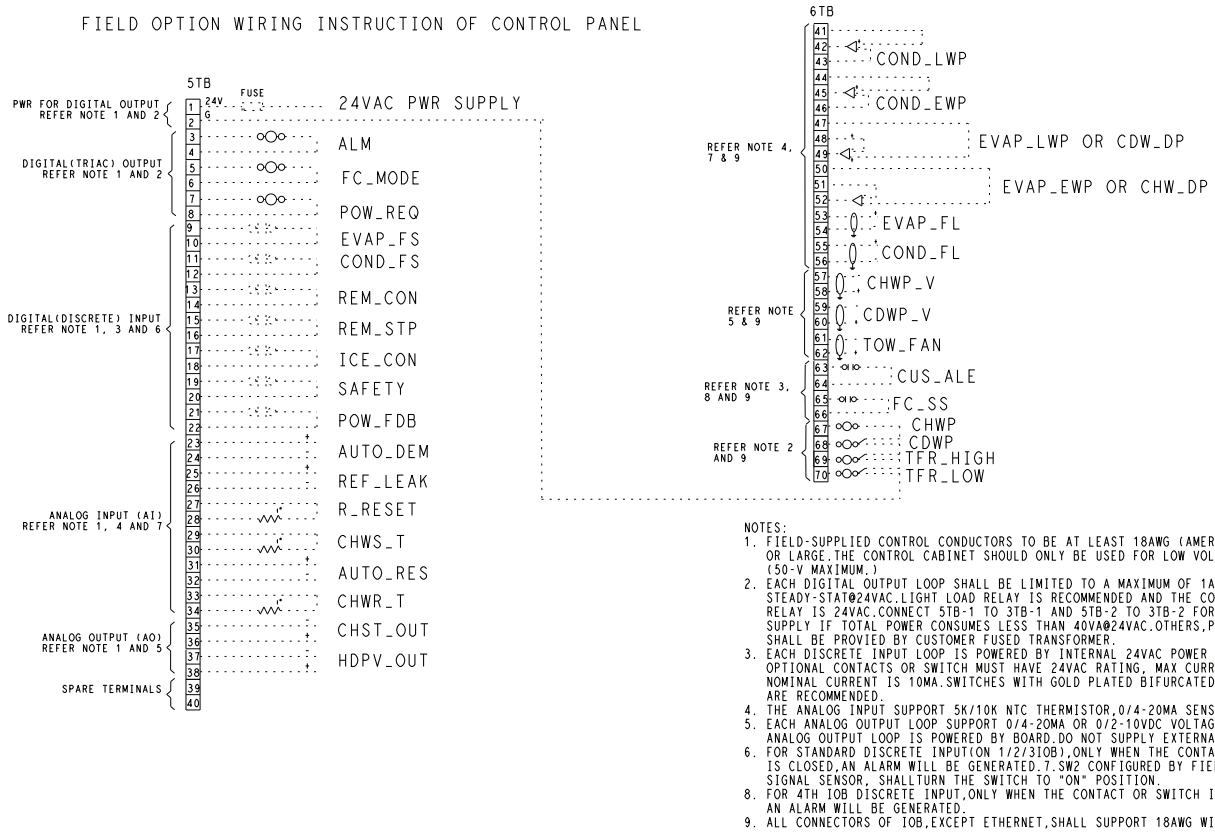 FIELD OPTION WIRING INSTRUCTION OF CONTROL PANEL
5TB
PWR FOR DIGITAL OUTPUT
REFER NOTE 1 AND 2
1
2
24V
G
FUSE
24VAC PWR SUPPLY
DIGITAL(TRIAC) OUTPUT
REFER NOTE 1 AND 2
3
4
ALM
5
6
FC_MODE
7
8
POW_REQ
DIGITAL(DISCRETE) INPUT
REFER NOTE 1, 3 AND 6
9
10
EVAP_FS
11
12
COND_FS
13
14
REM_CON
15
16
REM_STP
17
18
ICE_CON
19
20
SAFETY
21
22
POW_FDB
ANALOG INPUT (AI)
REFER NOTE 1, 4 AND 7
23
24
AUTO_DEM
25
26
REF_LEAK
27
28
R_RESET
29
30
CHWS_T
31
32
AUTO_RES
33
34
CHWR_T
ANALOG OUTPUT (AO)
REFER NOTE 1 AND 5
35
36
CHST_OUT
37
38
HDPV_OUT
SPARE TERMINALS
39
40
6TB
REFER NOTE 4,
7 & 9
41
42
43
COND_LWP
44
45
46
COND_EWP
47
48
49
EVAP_LWP OR CDW_DP
50
51
52
EVAP_EWP OR CHW_DP
53
54
EVAP_FL
55
56
COND_FL
REFER NOTE
5 & 9
57
58
CHWP_V
59
60
CDWP_V
61
62
TOW_FAN
REFER NOTE 3,
8 AND 9
63
64
CUS_ALE
65
66
FC_SS
REFER NOTE 2
AND 9
67
CHWP
68
CDWP
69
TFR_HIGH
70
TFR_LOW
NOTES:
1. FIELD-SUPPLIED CONTROL CONDUCTORS TO BE AT LEAST 18AWG (AMER
OR LARGE.THE CONTROL CABINET SHOULD ONLY BE USED FOR LOW VOL
(50-V MAXIMUM.)
2. EACH DIGITAL OUTPUT LOOP SHALL BE LIMITED TO A MAXIMUM OF 1A
STEADY-STAT@24VAC.LIGHT LOAD RELAY IS RECOMMENDED AND THE CO
RELAY IS 24VAC.CONNECT 5TB-1 TO 3TB-1 AND 5TB-2 TO 3TB-2 FOR
SUPPLY IF TOTAL POWER CONSUMES LESS THAN 40VA@24VAC.OTHERS,P
SHALL BE PROVIED BY CUSTOMER FUSED TRANSFORMER.
3. EACH DISCRETE INPUT LOOP IS POWERED BY INTERNAL 24VAC POWER
OPTIONAL CONTACTS OR SWITCH MUST HAVE 24VAC RATING, MAX CURR
NOMINAL CURRENT IS 10MA.SWITCHES WITH GOLD PLATED BIFURCATED
ARE RECOMMENDED.
4. THE ANALOG INPUT SUPPORT 5K/10K NTC THERMISTOR,0/4-20MA SENS
5. EACH ANALOG OUTPUT LOOP SUPPORT 0/4-20MA OR 0/2-10VDC VOLTAG
ANALOG OUTPUT LOOP IS POWERED BY BOARD.DO NOT SUPPLY EXTERNA
6. FOR STANDARD DISCRETE INPUT(ON 1/2/3IOB),ONLY WHEN THE CONTA
IS CLOSED,AN ALARM WILL BE GENERATED.7.SW2 CONFIGURED BY FIE
SIGNAL SENSOR, SHALLTURN THE SWITCH TO "ON" POSITION.
8. FOR 4TH IOB DISCRETE INPUT,ONLY WHEN THE CONTACT OR SWITCH I
AN ALARM WILL BE GENERATED.
9. ALL CONNECTORS OF IOB,EXCEPT ETHERNET,SHALL SUPPORT 18AWG WI